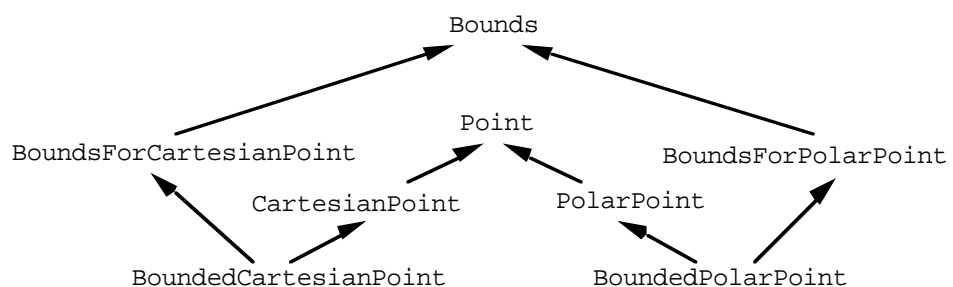 Bounds
Point
BoundsForCartesianPoint
BoundsForPolarPoint
CartesianPoint
PolarPoint
BoundedCartesianPoint
BoundedPolarPoint